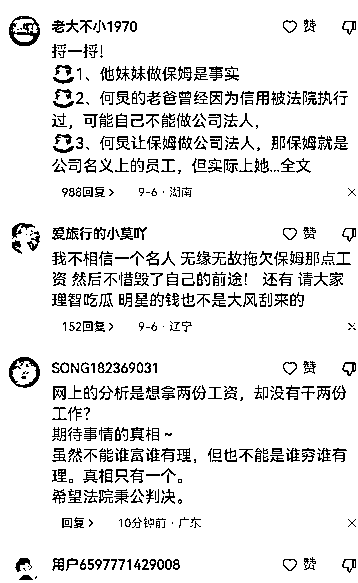 老大不小1970
赞
捋一捋!
1、他妹妹做保姆是事实
2、何炅的老爸曾经因为信用被法院执行
过，可能自己不能做公司法人，
3、何炅让保姆做公司法人，那保姆就是
公司名义上的员工，但实际上她...全文
988回复 > 9-6 · 湖南 ×
爱旅行的小莫吖
赞
我不相信一个名人 无缘无故拖欠保姆那点工
资 然后不惜毁了自己的前途! 还有 请大家
理智吃瓜 明星的钱也不是大风刮来的
152回复 > 9-6 · 辽宁 ×
SONG182369031
赞
网上的分析是想拿两份工资，却没有干两份
工作?
期待事情的真相~
虽然不能谁富谁有理，但也不能是谁穷谁有
理。真相只有一个。
希望法院秉公判决。
回复 > 10分钟前 · 广东 ×
用户6597771429008
赞